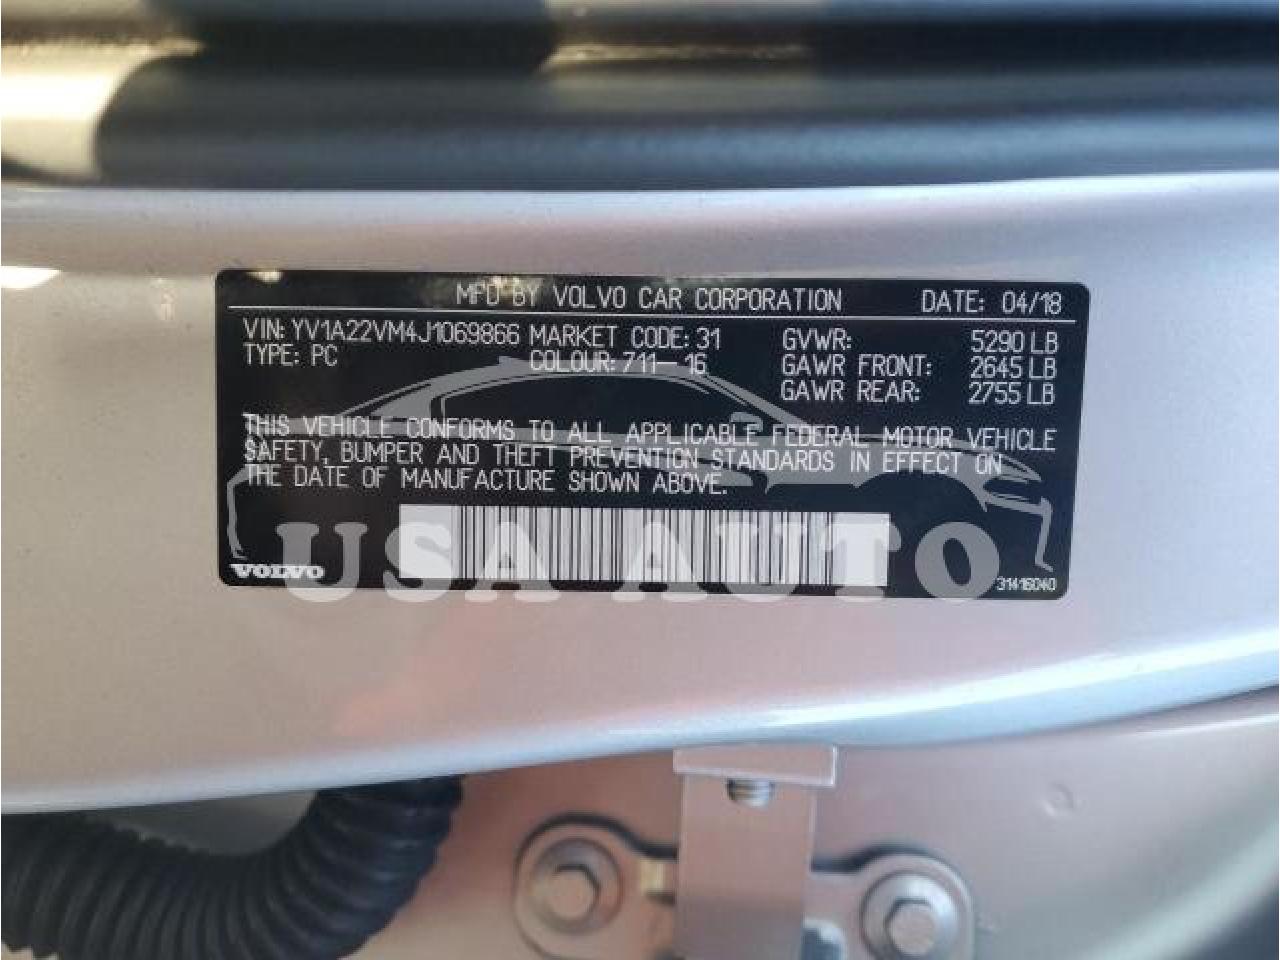 MFD BY VOLVO CAR CORPORATION DATE: 04/18
VIN: YV1A22VM4J1069866 MARKET CODE: 31 GVWR: 5290 LB
TYPE: PC COLOUR: 711-16 GAWR FRONT: 2645 LB
GAWR REAR: 2755 LB
THIS VEHICLE CONFORMS TO ALL APPLICABLE FEDERAL MOTOR VEHICLE
SAFETY, BUMPER AND THEFT PREVENTION STANDARDS IN EFFECT ON
THE DATE OF MANUFACTURE SHOWN ABOVE.
USA AUTO
VOLVO 31416040